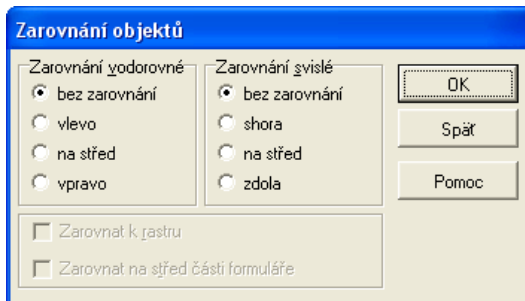 Zarovnání objektů
Zarovnání vodorovné
bez zarovnání
vlevo
na střed
vpravo
Zarovnání svislé
bez zarovnání
shora
na střed
zdola
OK
Späť
Pomoc
Zarovnat k rastru
Zarovnat na střed části formuláře